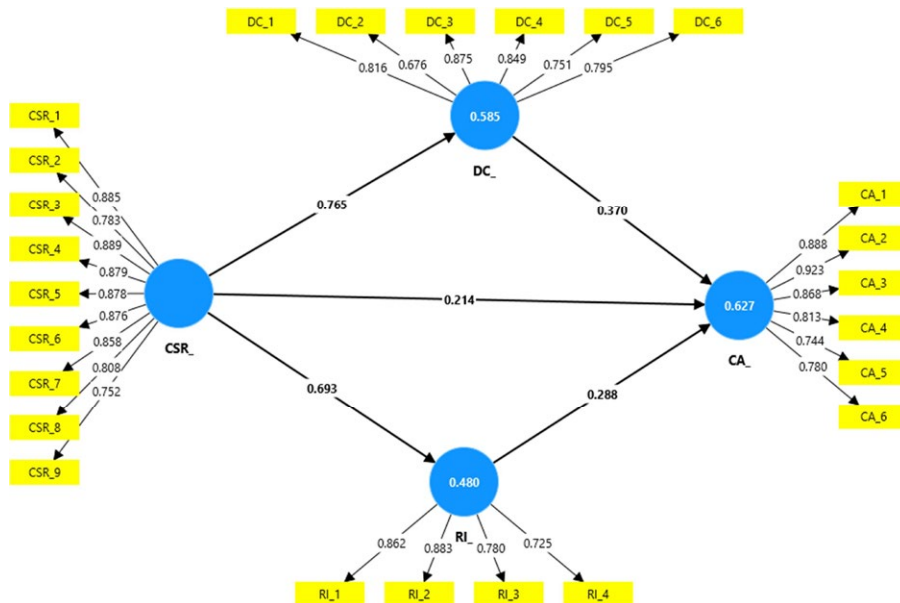 DC_1 DC_2 DC_3 DC_4 DC_5 DC_6
0.816 0.676 0.875 0.849 0.751 0.795
0.585
DC_
CSR_1
CSR_2
CSR_3
CSR_4
CSR_5
CSR_6
CSR_7
CSR_8
CSR_9
0.885
0.783
0.889
0.879
0.878
0.876
0.858
0.808
0.752
CSR_
0.765
0.370
0.214
0.693
0.288
0.627
CA_
0.888
0.923
0.868
0.813
0.744
0.780
CA_1
CA_2
CA_3
CA_4
CA_5
CA_6
0.480
RI_
0.862 0.883 0.780 0.725
RI_1 RI_2 RI_3 RI_4